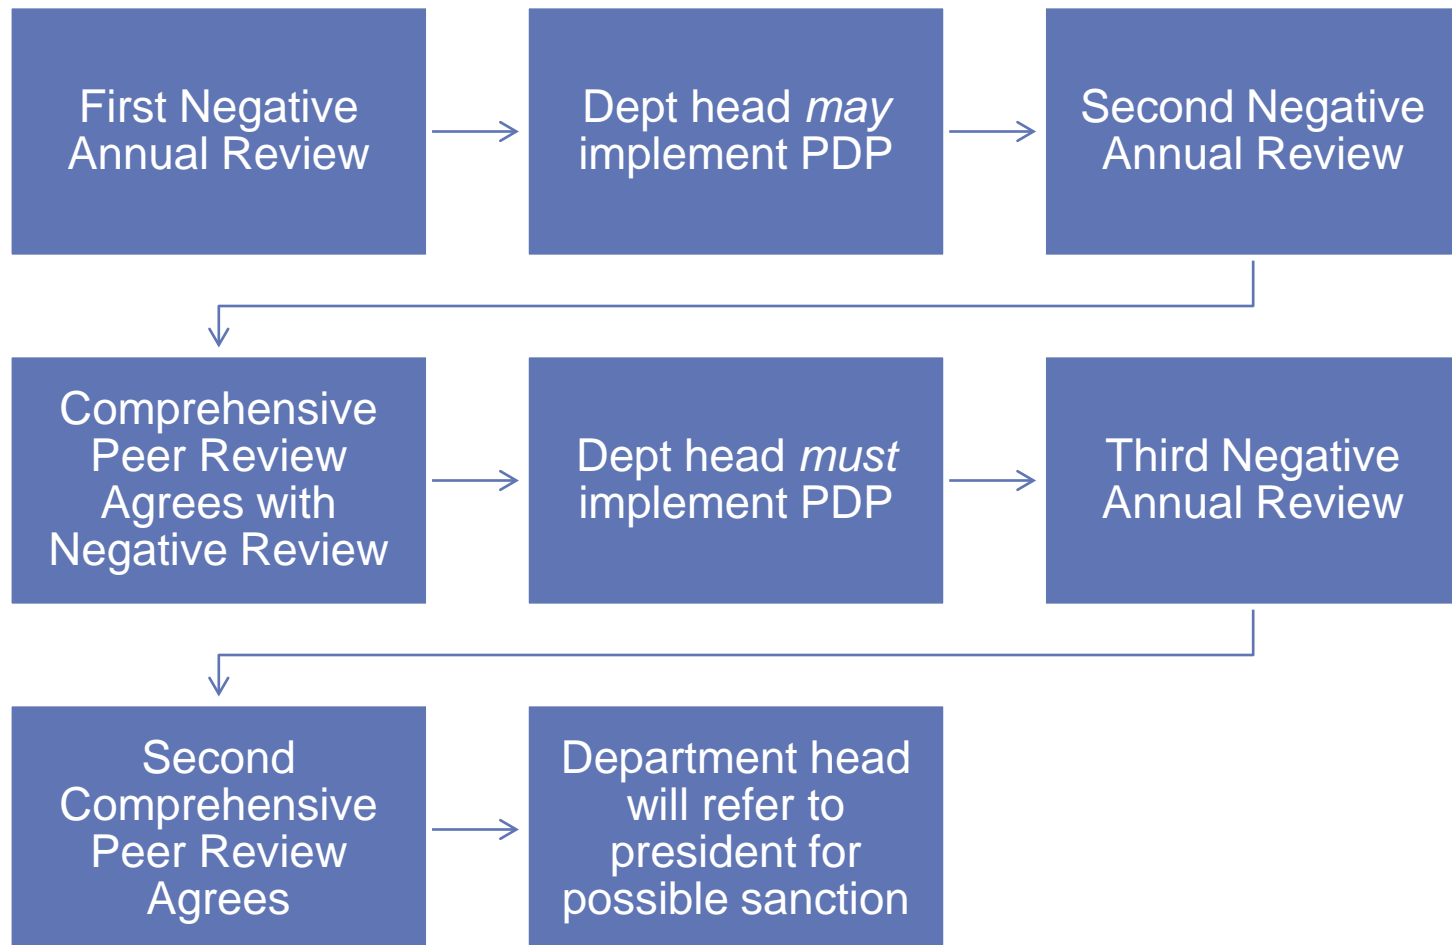 First Negative
Annual Review
Dept head may
implement PDP
Second Negative
Annual Review
Comprehensive
Peer Review
Agrees with
Negative Review
Dept head must
implement PDP
Third Negative
Annual Review
Second
Comprehensive
Peer Review
Agrees
Department head
will refer to
president for
possible sanction